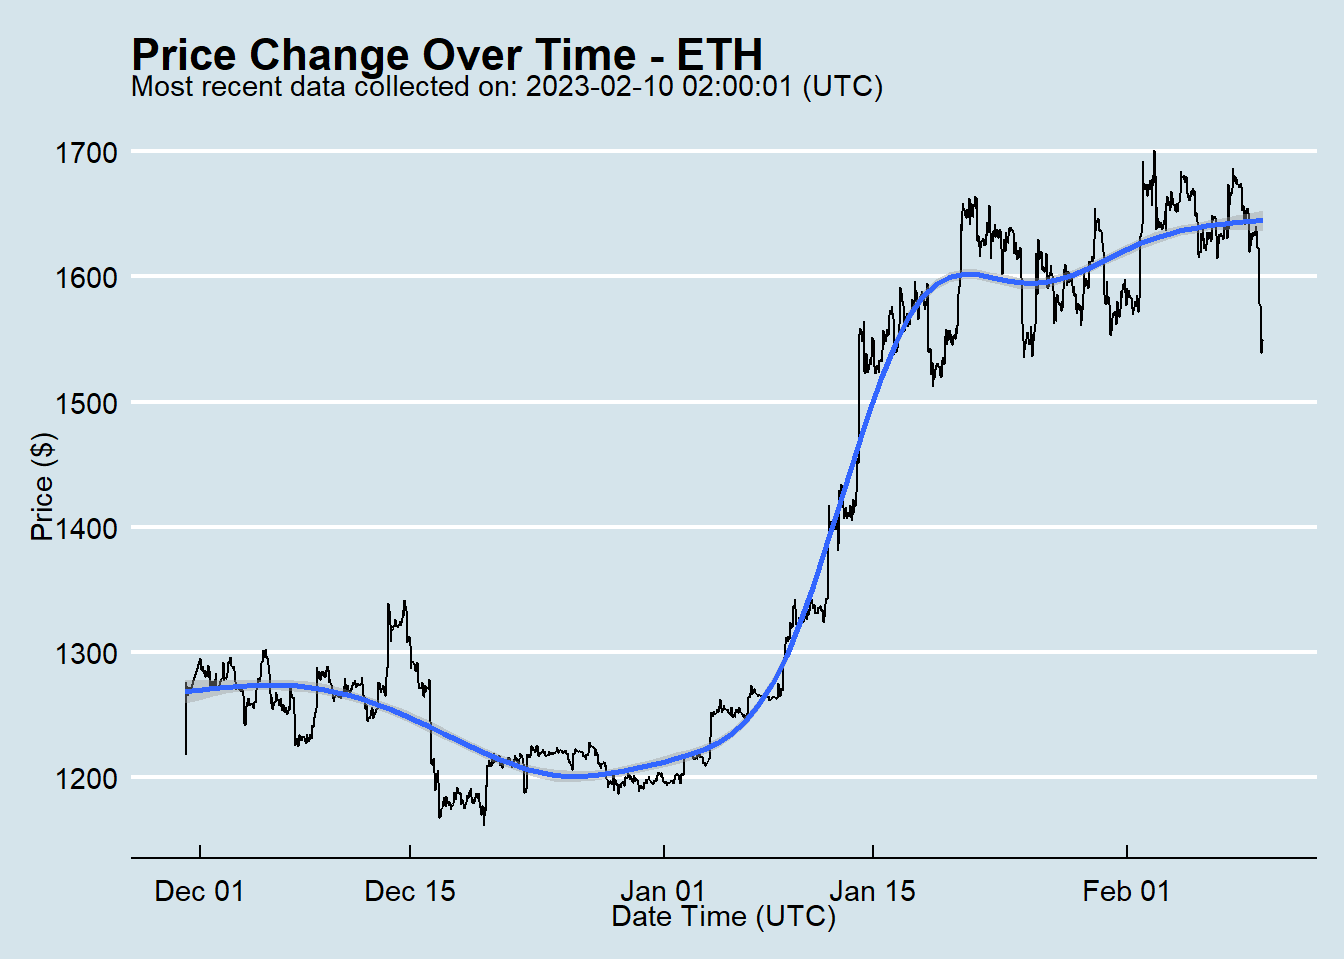 Price Change Over Time - ETH
Most recent data collected on: 2023-02-10 02:00:01 (UTC)
Price ($)
1700
1600
1500
1400
1300
1200
Dec 01 Dec 15 Jan 01 Jan 15 Feb 01
Date Time (UTC)